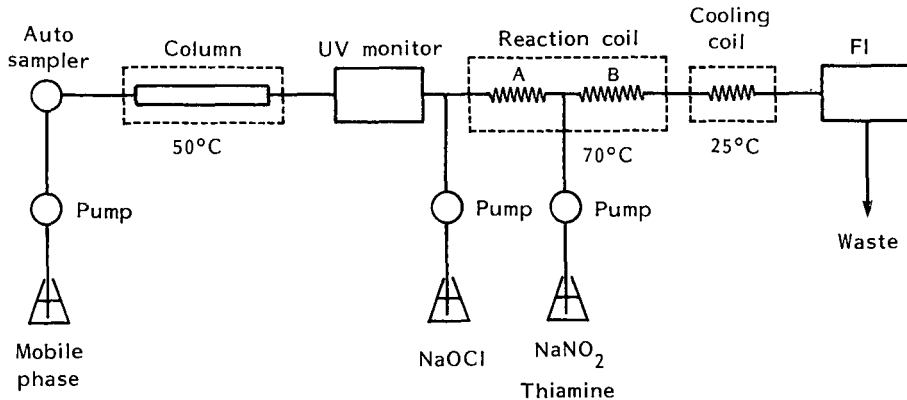 Auto
sampler
Column
50°C
UV monitor
Reaction coil
A
B
70°C
Cooling
coil
25°C
Fl
Waste
Pump
Pump
Pump
Mobile
phase
NaOCl
NaNO₂
Thiamine